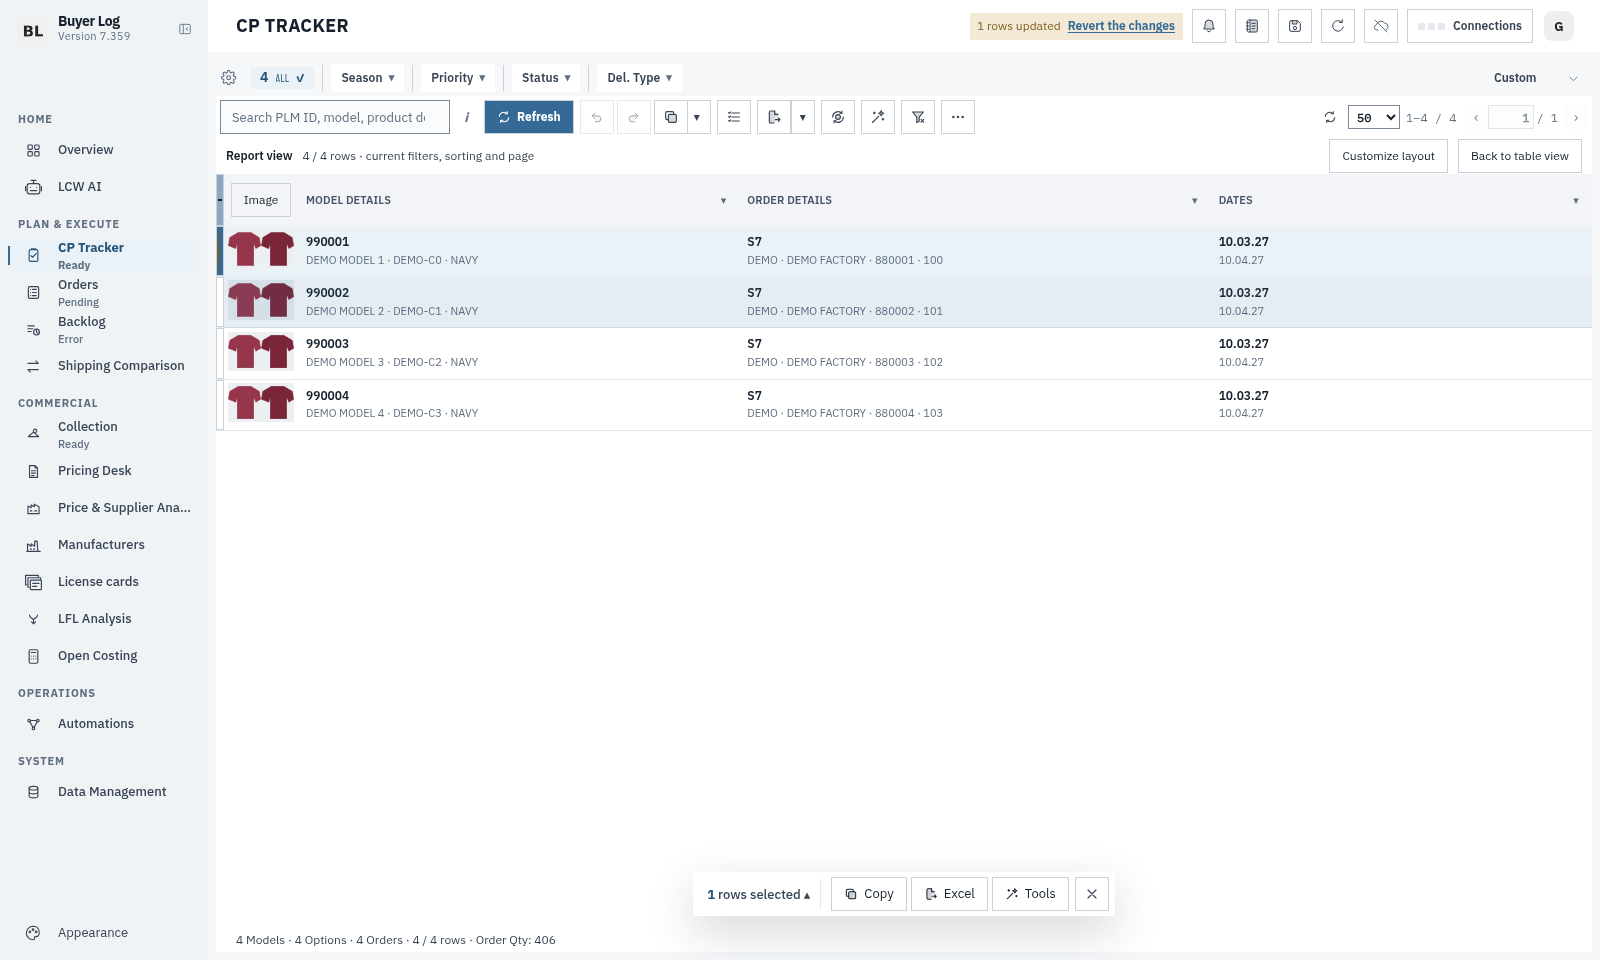 BL
Buyer Log
Version 7.359
CP TRACKER
1 rows updated Revert the changes
Connections
G
HOME
Overview
LCW AI
PLAN & EXECUTE
CP Tracker
Ready
Orders
Pending
Backlog
Error
Shipping Comparison
COMMERCIAL
Collection
Ready
Pricing Desk
Price & Supplier Ana...
Manufacturers
License cards
LFL Analysis
Open Costing
OPERATIONS
Automations
SYSTEM
Data Management
Appearance
4 ALL
Season
Priority
Status
Del. Type
Custom
Search PLM ID, model, product de
i
Refresh
50
1–4 / 4
1 / 1
Report view 4 / 4 rows · current filters, sorting and page
Customize layout
Back to table view
Image MODEL DETAILS ORDER DETAILS DATES
990001 S7 10.03.27
DEMO MODEL 1 · DEMO-C0 · NAVY DEMO · DEMO FACTORY · 880001 · 100 10.04.27
990002 S7 10.03.27
DEMO MODEL 2 · DEMO-C1 · NAVY DEMO · DEMO FACTORY · 880002 · 101 10.04.27
990003 S7 10.03.27
DEMO MODEL 3 · DEMO-C2 · NAVY DEMO · DEMO FACTORY · 880003 · 102 10.04.27
990004 S7 10.03.27
DEMO MODEL 4 · DEMO-C3 · NAVY DEMO · DEMO FACTORY · 880004 · 103 10.04.27
1 rows selected
Copy
Excel
Tools
4 Models · 4 Options · 4 Orders · 4 / 4 rows · Order Qty: 406